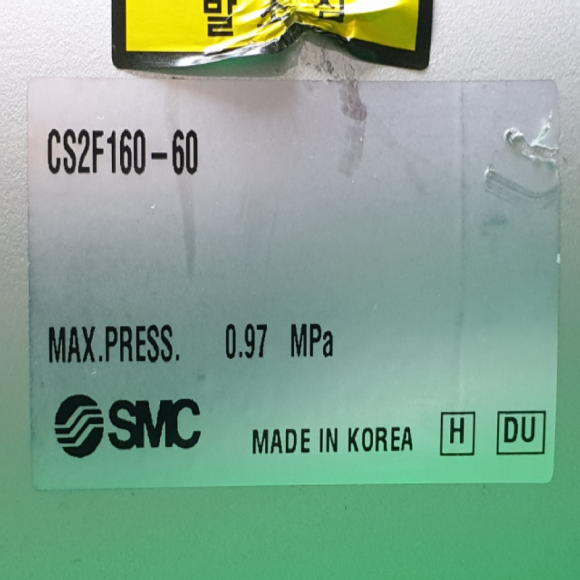 CS2F160-60
MAX.PRESS. 0.97 MPa
SMC
MADE IN KOREA H DU